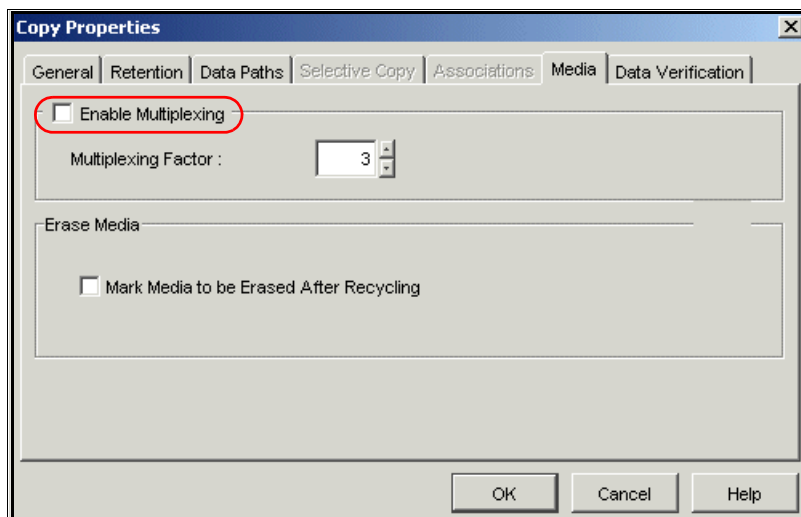 Copy Properties
General Retention Data Paths Selective Copy Associations Media Data Verification
Enable Multiplexing
Multiplexing Factor : 3
Erase Media
Mark Media to be Erased After Recycling
OK Cancel Help